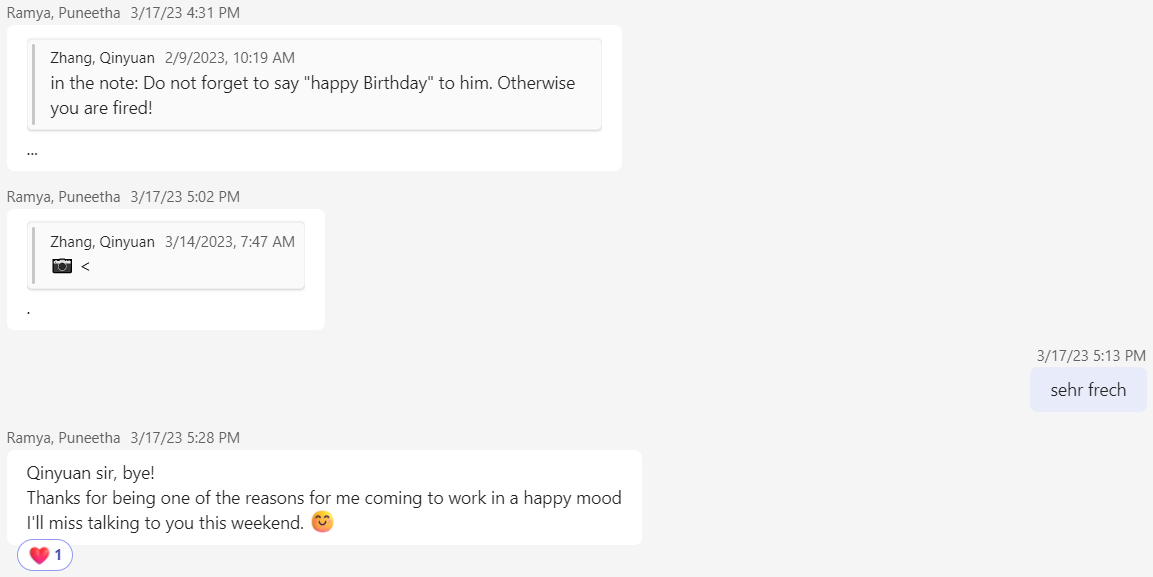 Ramya, Puneetha 3/17/23 4:31 PM
Zhang, Qinyuan 2/9/2023, 10:19 AM
in the note: Do not forget to say "happy Birthday" to him. Otherwise
you are fired!
...
Ramya, Puneetha 3/17/23 5:02 PM
Zhang, Qinyuan 3/14/2023, 7:47 AM
📷 <
.
3/17/23 5:13 PM
sehr frech
Ramya, Puneetha 3/17/23 5:28 PM
Qinyuan sir, bye!
Thanks for being one of the reasons for me coming to work in a happy mood
I'll miss talking to you this weekend. 😊
❤️ 1